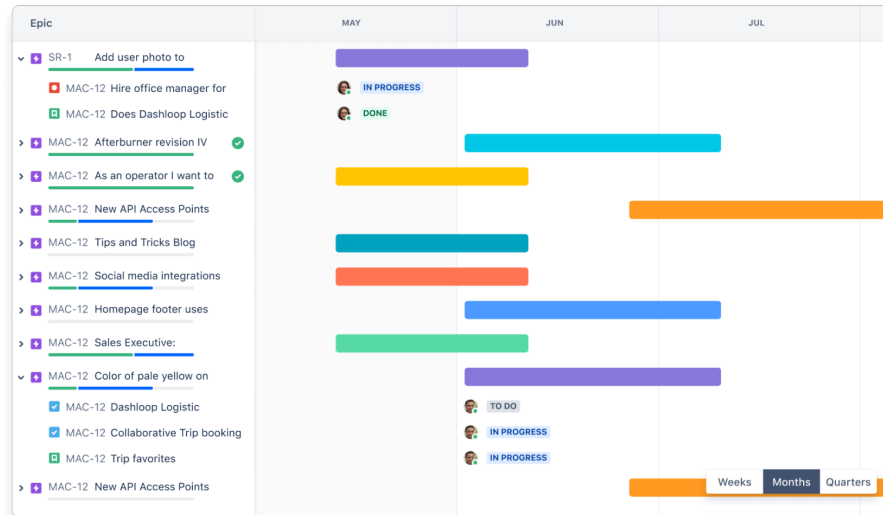 Epic MAY JUN JUL
SR-1 Add user photo to
MAC-12 Hire office manager for IN PROGRESS
MAC-12 Does Dashloop Logistic DONE
MAC-12 Afterburner revision IV
MAC-12 As an operator I want to
MAC-12 New API Access Points
MAC-12 Tips and Tricks Blog
MAC-12 Social media integrations
MAC-12 Homepage footer uses
MAC-12 Sales Executive:
MAC-12 Color of pale yellow on
MAC-12 Dashloop Logistic TO DO
MAC-12 Collaborative Trip booking IN PROGRESS
MAC-12 Trip favorites IN PROGRESS
MAC-12 New API Access Points
Weeks Months Quarters